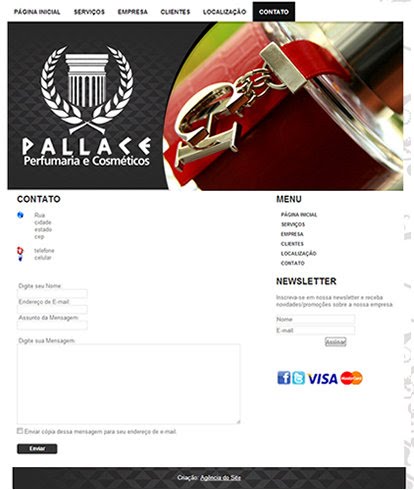 PÁGINA INICIAL SERVIÇOS EMPRESA CLIENTES LOCALIZAÇÃO CONTATO
PALLACE
Perfumaria e Cosméticos
CONTATO
Rua
cidade
estado
cep
telefone
celular
Digite seu Nome:
Endereço de E-mail:
Assunto da Mensagem:
Digite sua Mensagem:
Enviar cópia dessa mensagem para seu endereço de e-mail.
Enviar
MENU
PÁGINA INICIAL
SERVIÇOS
EMPRESA
CLIENTES
LOCALIZAÇÃO
CONTATO
NEWSLETTER
Inscreva-se em nossa newsletter e receba
novidades/promoções sobre a nossa empresa.
Nome
E-mail
Assinar
VISA MasterCard
Criação: Agência do Site